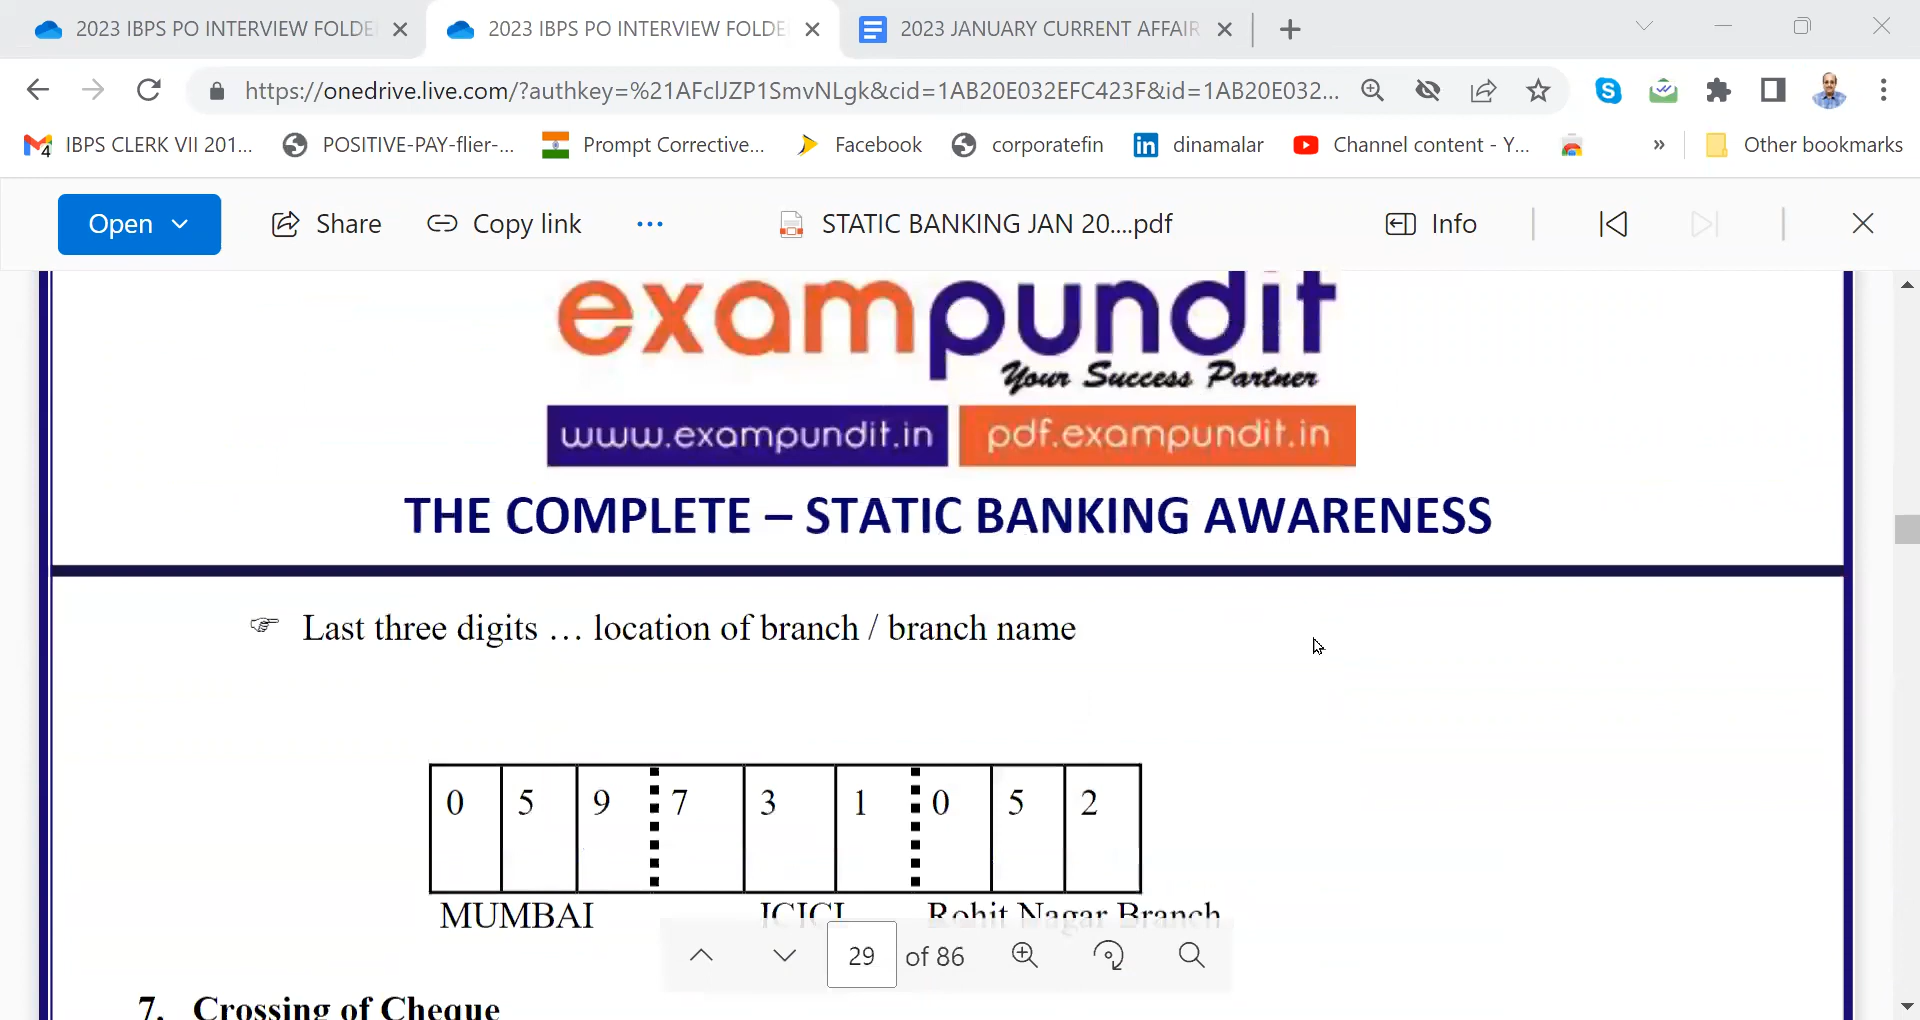 2023 IBPS PO INTERVIEW FOLDE
2023 IBPS PO INTERVIEW FOLDE
2023 JANUARY CURRENT AFFAIR
https://onedrive.live.com/?authkey=%21AFclJZP1SmvNLgk&cid=1AB20E032EFC423F&id=1AB20E032...
IBPS CLERK VII 201...
POSITIVE-PAY-flier-...
Prompt Corrective...
Facebook
corporatefin
dinamalar
Channel content - Y...
»
Other bookmarks
Open
Share
Copy link
...
STATIC BANKING JAN 20....pdf
Info
exampundit
Your Success Partner
www.exampundit.in
pdf.exampundit.in
THE COMPLETE – STATIC BANKING AWARENESS
☞ Last three digits … location of branch / branch name
0 5 9 7 3 1 0 5 2
MUMBAI ICICI Rohit Nagar Branch
29 of 86
7. Crossing of Cheque